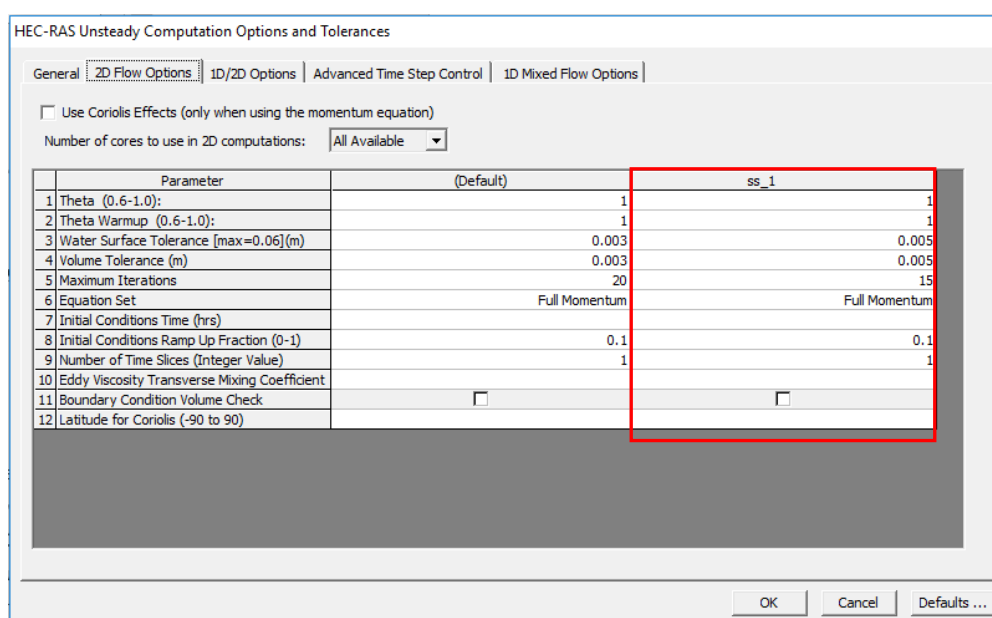 HEC-RAS Unsteady Computation Options and Tolerances
General 2D Flow Options 1D/2D Options Advanced Time Step Control 1D Mixed Flow Options
Use Coriolis Effects (only when using the momentum equation)
Number of cores to use in 2D computations: All Available
Parameter (Default) ss_1
1 Theta (0.6-1.0): 1 1
2 Theta Warmup (0.6-1.0): 1 1
3 Water Surface Tolerance [max=0.06](m) 0.003 0.005
4 Volume Tolerance (m) 0.003 0.005
5 Maximum Iterations 20 15
6 Equation Set Full Momentum Full Momentum
7 Initial Conditions Time (hrs)
8 Initial Conditions Ramp Up Fraction (0-1) 0.1 0.1
9 Number of Time Slices (Integer Value) 1 1
10 Eddy Viscosity Transverse Mixing Coefficient
11 Boundary Condition Volume Check
12 Latitude for Coriolis (-90 to 90)
OK Cancel Defaults ...